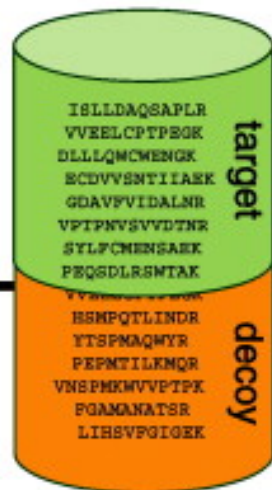 ISLLDAQSAPLR
VVEELCPTPEGK
DLLLQWCWENGK
ECDVVSNTIIAEK
GDAVFVIDALNR
VPTPNVSVVDTNR
SYLFCMENSAEK
PEQSDLRSWTAK
HSMPQTLINDR
YTSPMAQWYR
PEPMTILKMQR
VNSPMKWVVPTPK
FGAMANATSR
LIHSVFGIGEK
target
decoy